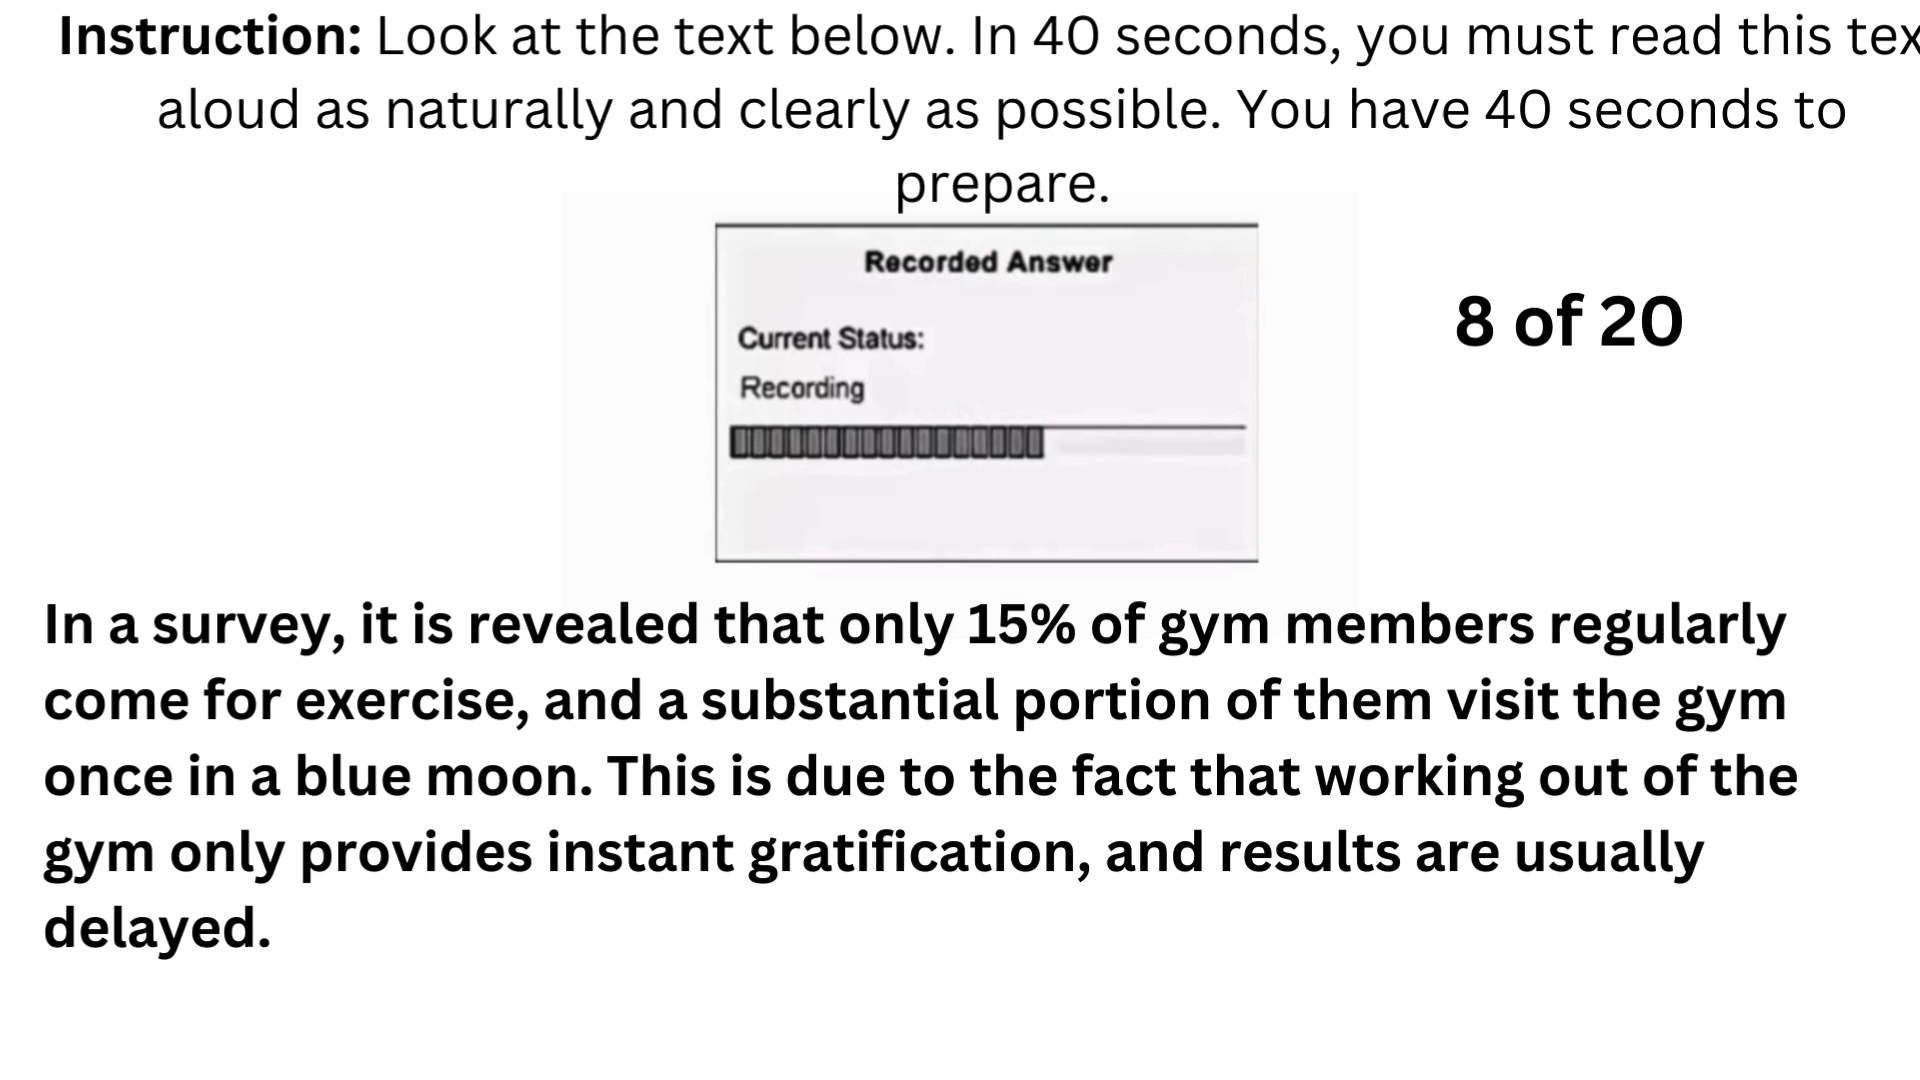 Instruction: Look at the text below. In 40 seconds, you must read this tex
aloud as naturally and clearly as possible. You have 40 seconds to
prepare.
Recorded Answer
Current Status:
Recording
8 of 20
In a survey, it is revealed that only 15% of gym members regularly
come for exercise, and a substantial portion of them visit the gym
once in a blue moon. This is due to the fact that working out of the
gym only provides instant gratification, and results are usually
delayed.